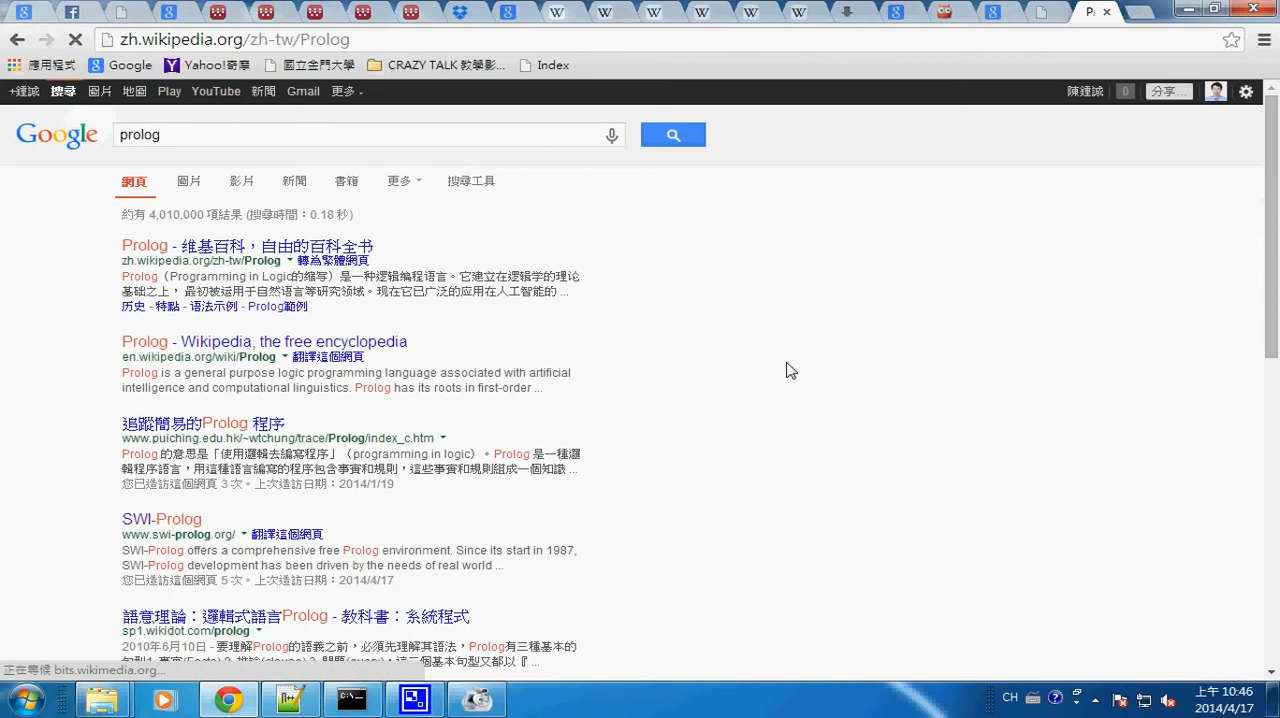 zh.wikipedia.org/zh-tw/Prolog
應用程式 Google Yahoo!奇摩 國立金門大學 CRAZY TALK 教學影... Index
+鍾誠 搜尋 圖片 地圖 Play YouTube 新聞 Gmail 更多 陳鍾誠 0 分享...
Google prolog
網頁 圖片 影片 新聞 書籍 更多 搜尋工具
約有 4,010,000 項結果 (搜尋時間:0.18 秒)
Prolog - 维基百科,自由的百科全书
zh.wikipedia.org/zh-tw/Prolog 轉為繁體網頁
Prolog(Programming in Logic的缩写)是一种逻辑编程语言。它建立在逻辑学的理论
基础之上, 最初被运用于自然语言等研究领域。现在它已广泛的应用在人工智能的 ...
历史 - 特點 - 语法示例 - Prolog範例
Prolog - Wikipedia, the free encyclopedia
en.wikipedia.org/wiki/Prolog 翻譯這個網頁
Prolog is a general purpose logic programming language associated with artificial
intelligence and computational linguistics. Prolog has its roots in first-order ...
追蹤簡易的Prolog 程序
www.puiching.edu.hk/~wtchung/trace/Prolog/index_c.htm
Prolog 的意思是「使用邏輯去編寫程序」(programming in logic)。Prolog 是一種邏
輯程序語言,用這種語言編寫的程序包含事實和規則,這些事實和規則組成一個知識 ...
您已造訪這個網頁 3 次。上次造訪日期:2014/1/19
SWI-Prolog
www.swi-prolog.org/ 翻譯這個網頁
SWI-Prolog offers a comprehensive free Prolog environment. Since its start in 1987,
SWI-Prolog development has been driven by the needs of real world ...
您已造訪這個網頁 5 次。上次造訪日期:2014/4/17
語意理論:邏輯式語言Prolog - 教科書:系統程式
sp1.wikidot.com/prolog
2010年6月10日 - 要理解Prolog的語義之前,必須先理解其語法,Prolog有三種基本的
正在等候 bits.wikimedia.org...
CH 上午 10:46
2014/4/17